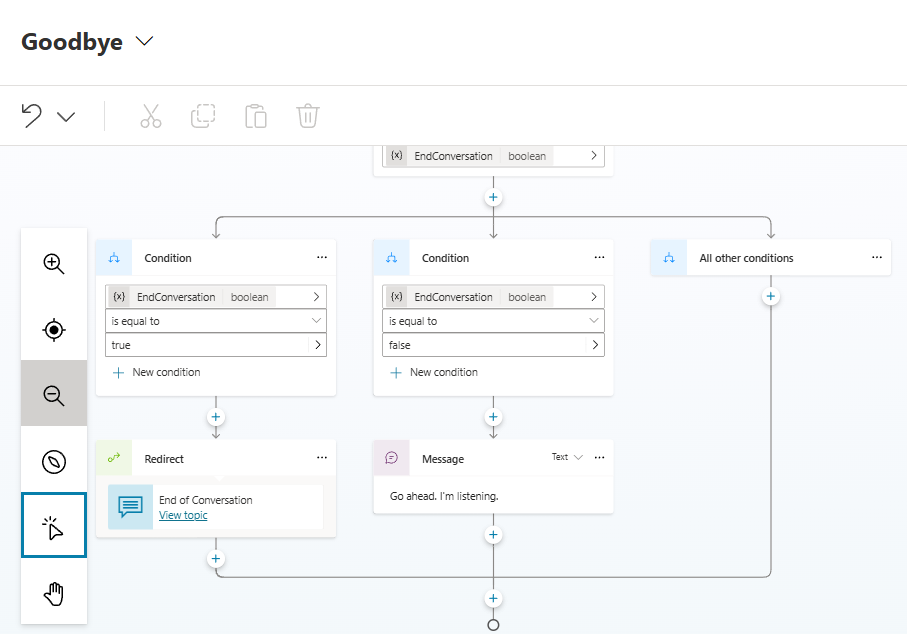 Goodbye
{x} EndConversation boolean
Condition
{x} EndConversation boolean
is equal to
true
New condition
Condition
{x} EndConversation boolean
is equal to
false
New condition
All other conditions
Redirect
End of Conversation
View topic
Message Text
Go ahead. I'm listening.